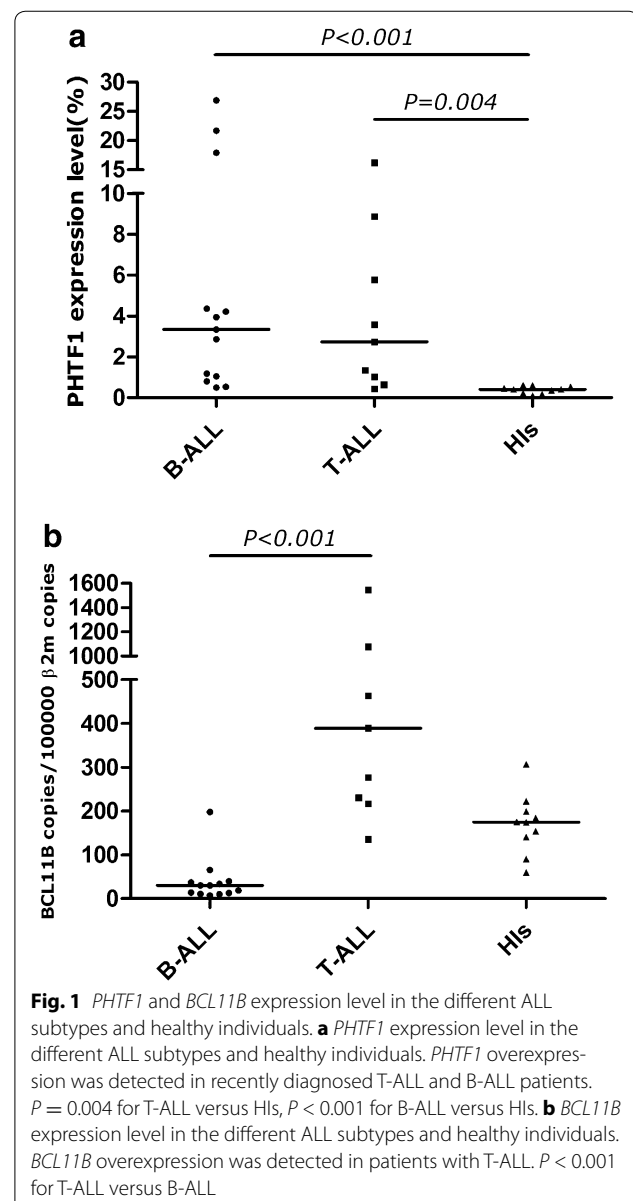 a
P<0.001
P=0.004
PHTF1 expression level(%)
30
25
20
15
10
8
6
4
2
0
B-ALL
T-ALL
HIs
b
P<0.001
BCL11B copies/100000 β2m copies
1600
1400
1200
1000
500
400
300
200
100
0
B-ALL
T-ALL
HIs
Fig. 1 PHTF1 and BCL11B expression level in the different ALL
subtypes and healthy individuals. a PHTF1 expression level in the
different ALL subtypes and healthy individuals. PHTF1 overexpres-
sion was detected in recently diagnosed T-ALL and B-ALL patients.
P = 0.004 for T-ALL versus HIs, P < 0.001 for B-ALL versus HIs. b BCL11B
expression level in the different ALL subtypes and healthy individuals.
BCL11B overexpression was detected in patients with T-ALL. P < 0.001
for T-ALL versus B-ALL